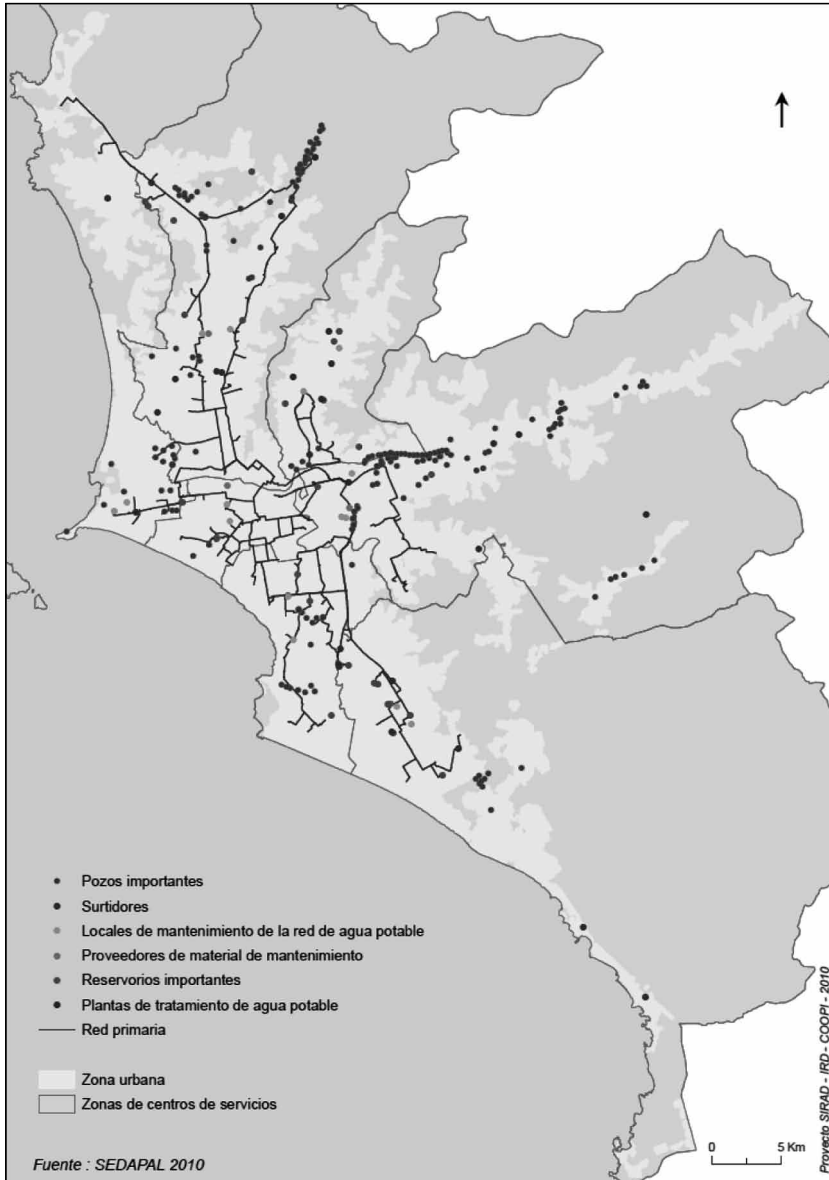 Pozos importantes
Surtidores
Locales de mantenimiento de la red de agua potable
Proveedores de material de mantenimiento
Reservorios importantes
Plantas de tratamiento de agua potable
Red primaria
Zona urbana
Zonas de centros de servicios
Fuente : SEDAPAL 2010
0 5 Km
Proyecto SIRAD - IRD - COOPI - 2010